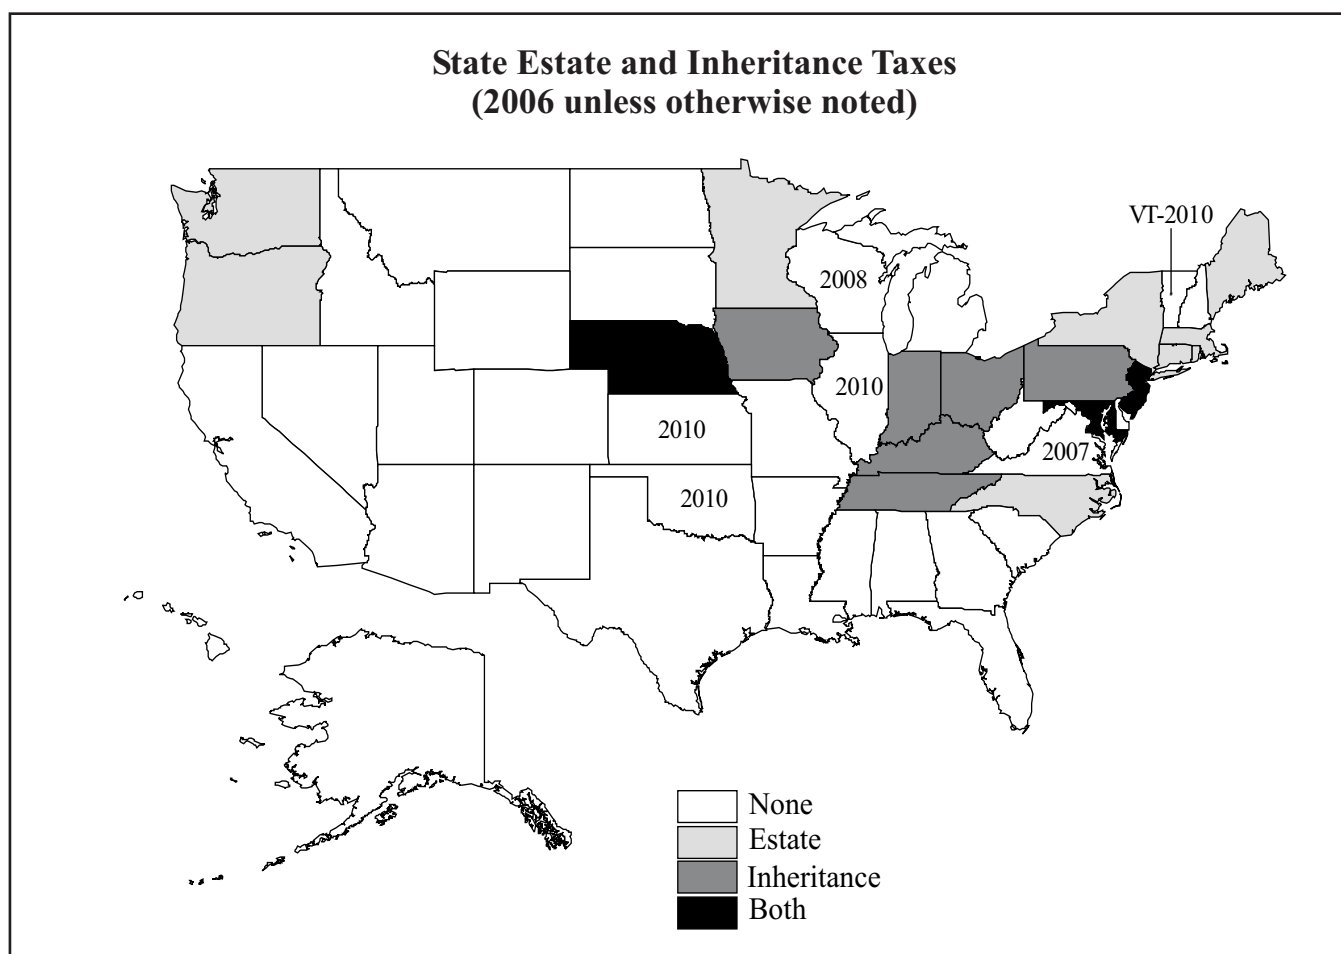 State Estate and Inheritance Taxes
(2006 unless otherwise noted)
VT-2010
2008
2010
2010
2007
2010
None
Estate
Inheritance
Both